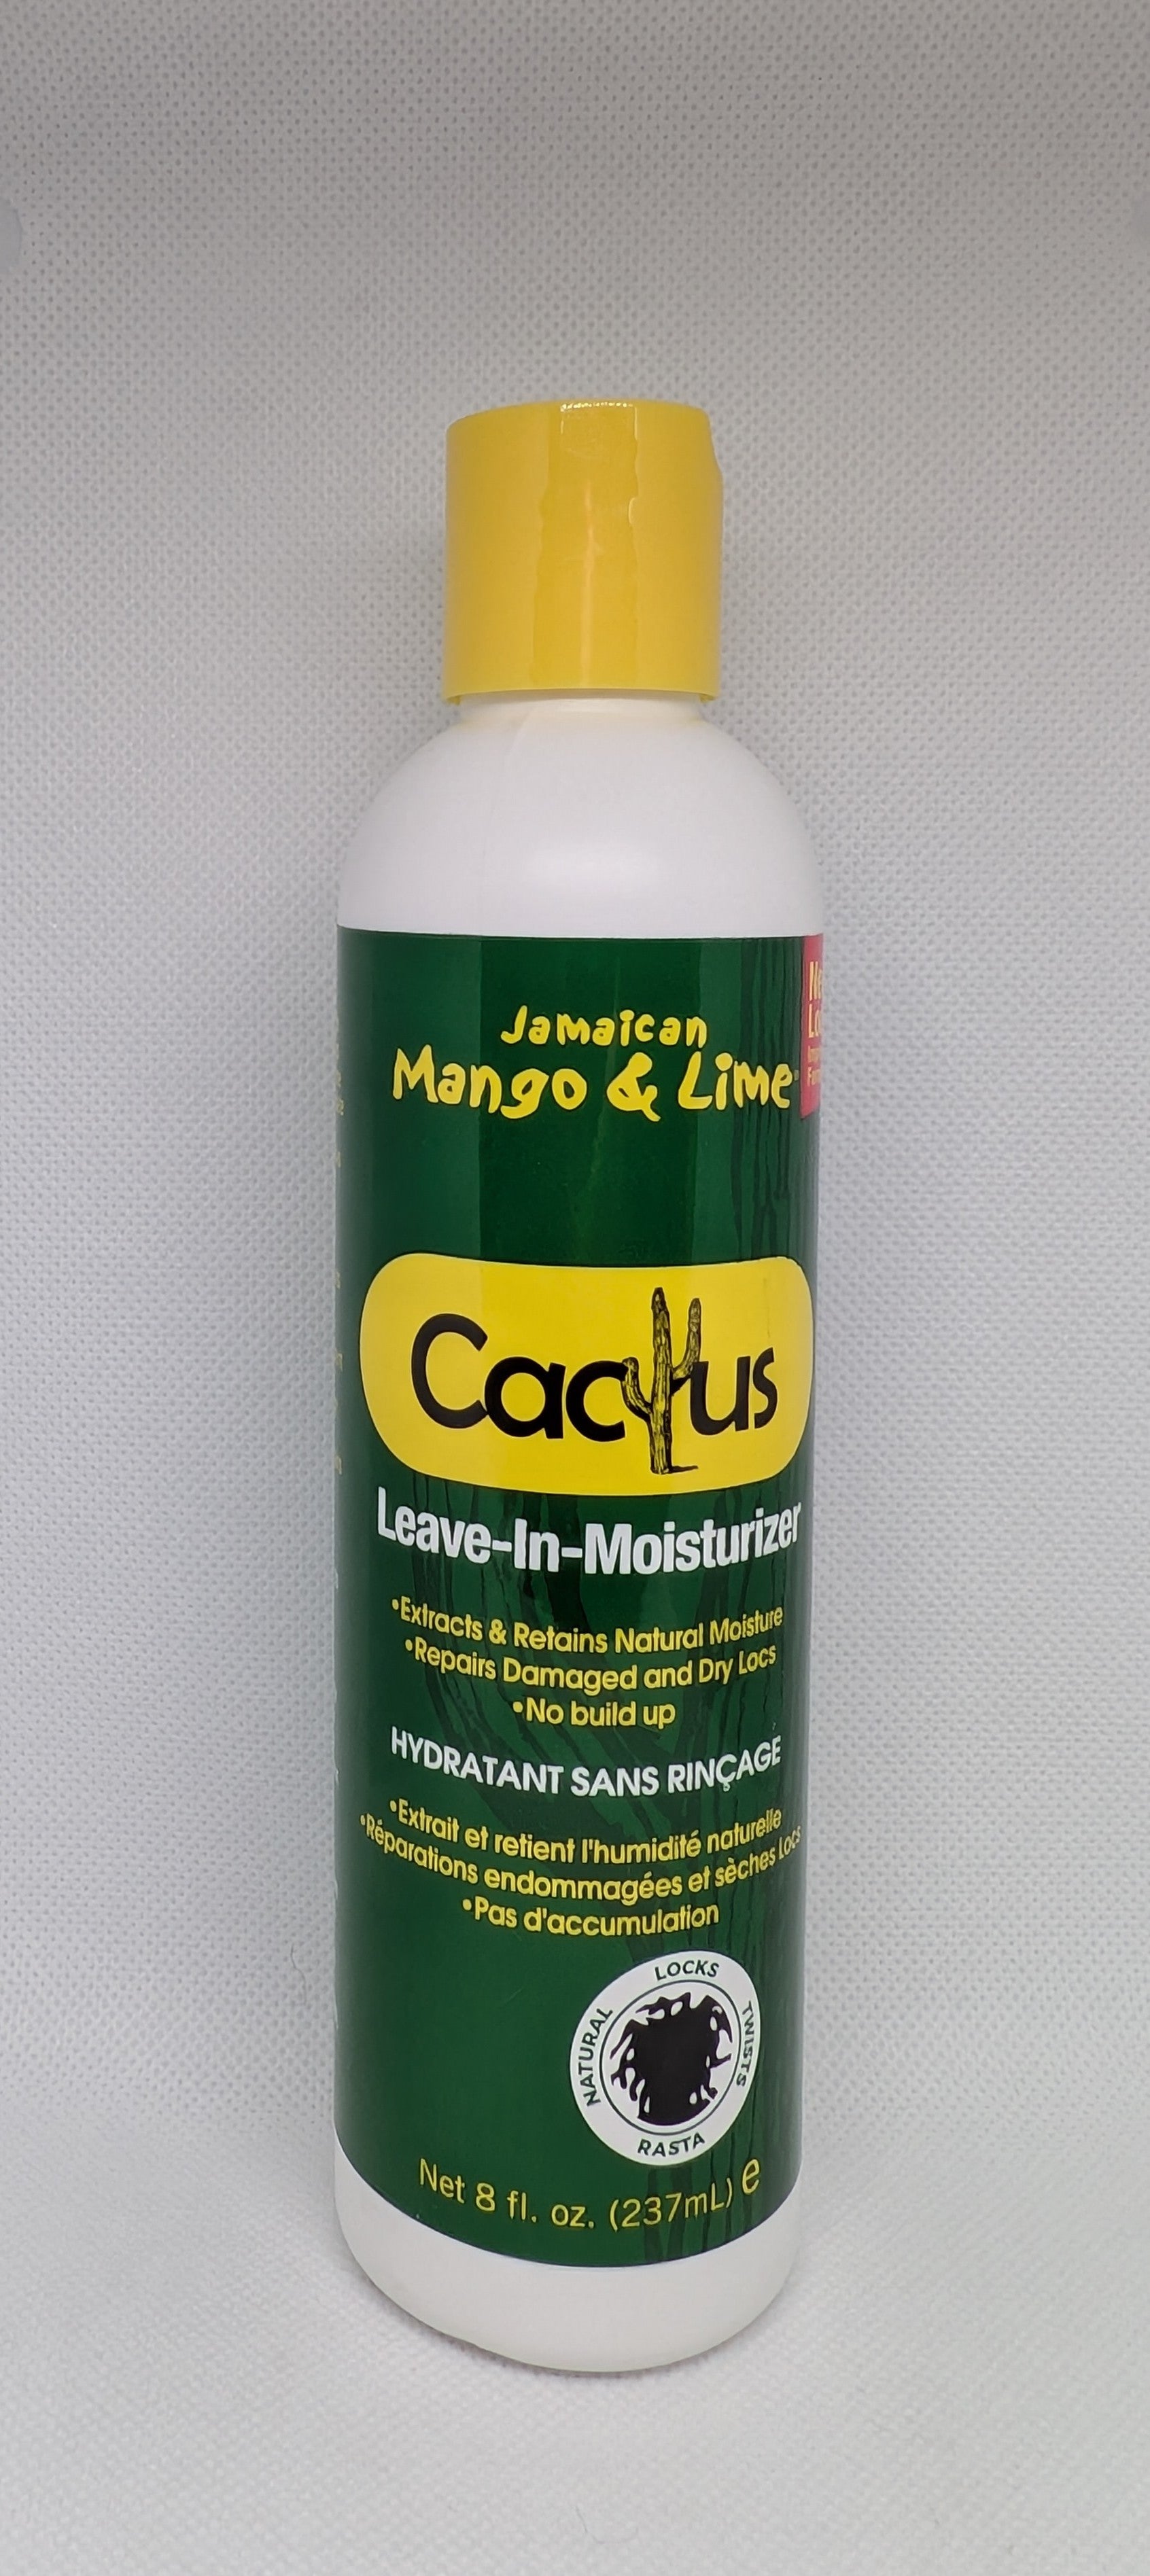 Jamaican
Mango & Lime
Cactus
Leave-In-Moisturizer
•Extracts & Retains Natural Moisture
•Repairs Damaged and Dry Locs
•No build up
HYDRATANT SANS RINÇAGE
•Extrait et retient l'humidité naturelle
•Réparations endommagées et sèches Locs
•Pas d'accumulation
NATURAL LOCKS TWISTS
RASTA
Net 8 fl. oz. (237mL) e